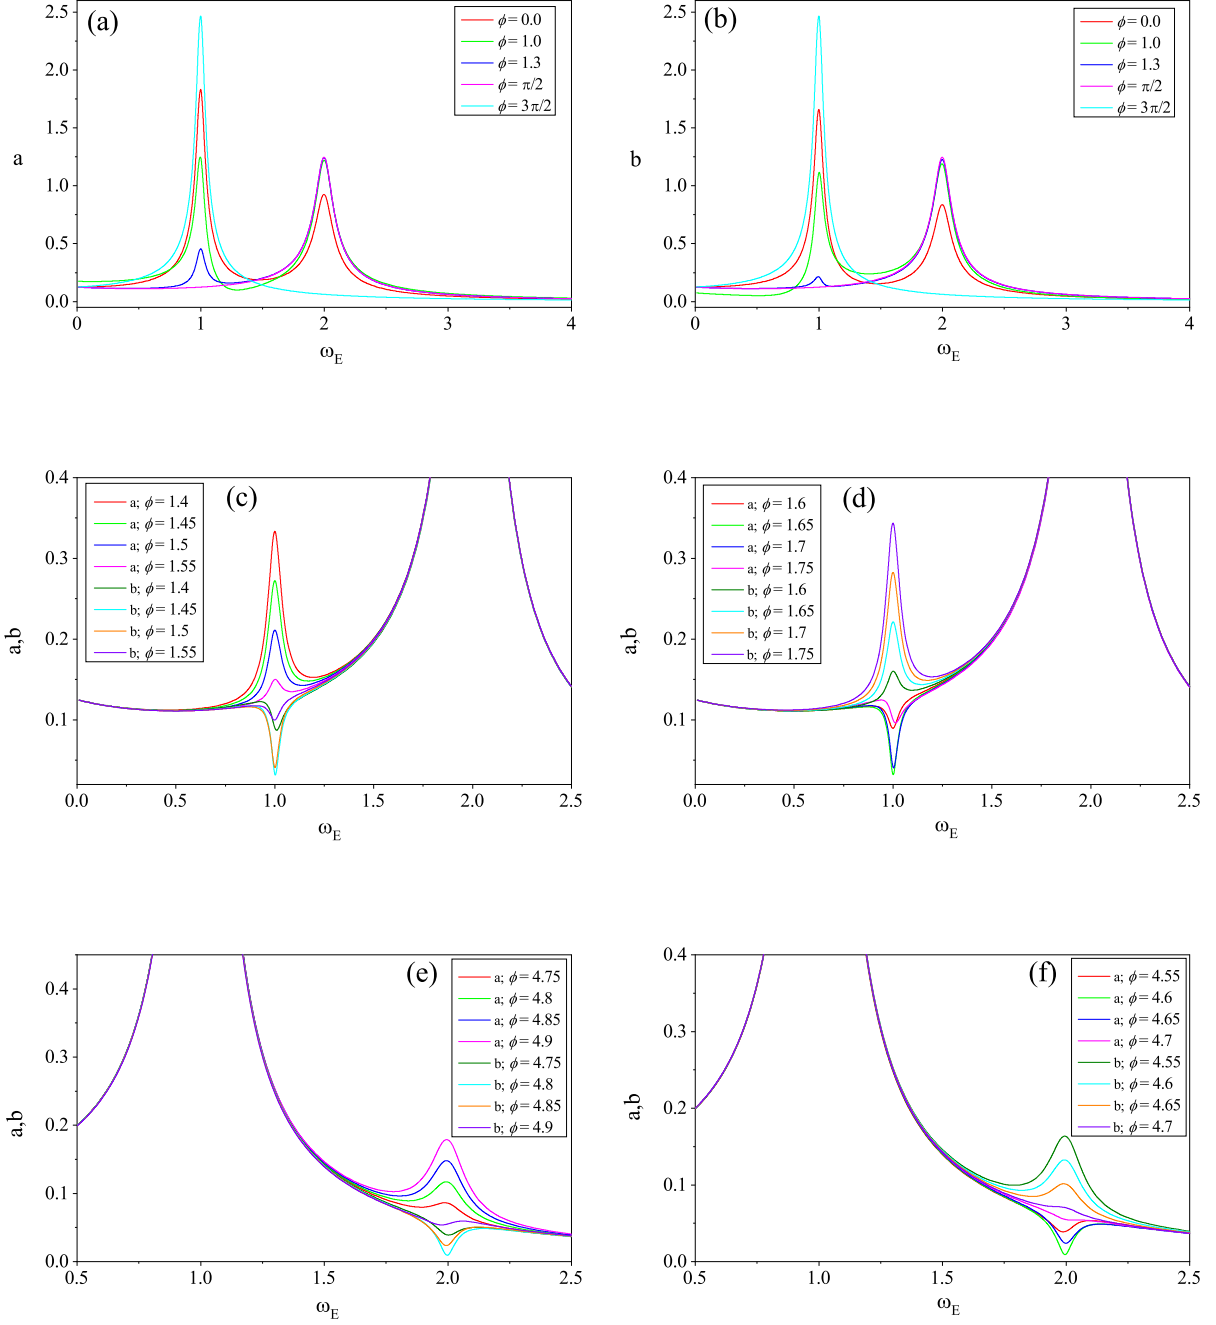 (a)
ϕ = 0.0
ϕ = 1.0
ϕ = 1.3
ϕ = π/2
ϕ = 3π/2
2.5
2.0
1.5
1.0
0.5
0.0
a
0 1 2 3 4
ω_E
(b)
ϕ = 0.0
ϕ = 1.0
ϕ = 1.3
ϕ = π/2
ϕ = 3π/2
2.5
2.0
1.5
1.0
0.5
0.0
b
0 1 2 3 4
ω_E
(c)
a; ϕ = 1.4
a; ϕ = 1.45
a; ϕ = 1.5
a; ϕ = 1.55
b; ϕ = 1.4
b; ϕ = 1.45
b; ϕ = 1.5
b; ϕ = 1.55
0.4
0.3
0.2
0.1
a,b
0.0 0.5 1.0 1.5 2.0 2.5
ω_E
(d)
a; ϕ = 1.6
a; ϕ = 1.65
a; ϕ = 1.7
a; ϕ = 1.75
b; ϕ = 1.6
b; ϕ = 1.65
b; ϕ = 1.7
b; ϕ = 1.75
0.4
0.3
0.2
0.1
a,b
0.0 0.5 1.0 1.5 2.0 2.5
ω_E
(e)
a; ϕ = 4.75
a; ϕ = 4.8
a; ϕ = 4.85
a; ϕ = 4.9
b; ϕ = 4.75
b; ϕ = 4.8
b; ϕ = 4.85
b; ϕ = 4.9
0.4
0.3
0.2
0.1
0.0
a,b
0.5 1.0 1.5 2.0 2.5
ω_E
(f)
a; ϕ = 4.55
a; ϕ = 4.6
a; ϕ = 4.65
a; ϕ = 4.7
b; ϕ = 4.55
b; ϕ = 4.6
b; ϕ = 4.65
b; ϕ = 4.7
0.4
0.3
0.2
0.1
0.0
a,b
0.5 1.0 1.5 2.0 2.5
ω_E